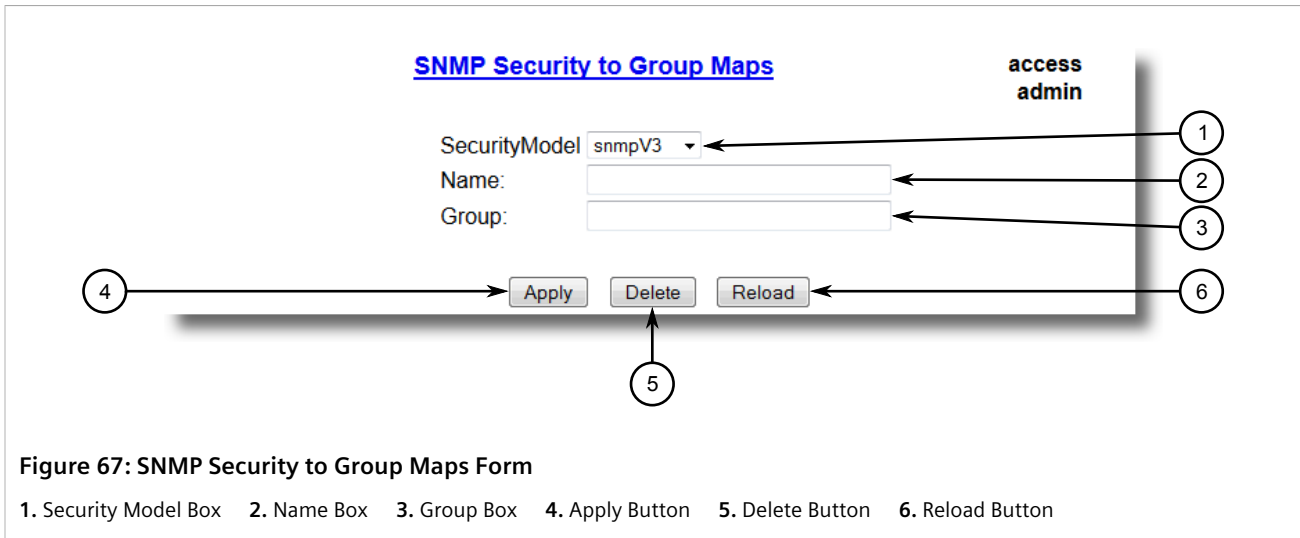 SNMP Security to Group Maps
access
admin
SecurityModel snmpV3
1
Name:
2
Group:
3
4
Apply Delete Reload
6
5
Figure 67: SNMP Security to Group Maps Form
1. Security Model Box 2. Name Box 3. Group Box 4. Apply Button 5. Delete Button 6. Reload Button